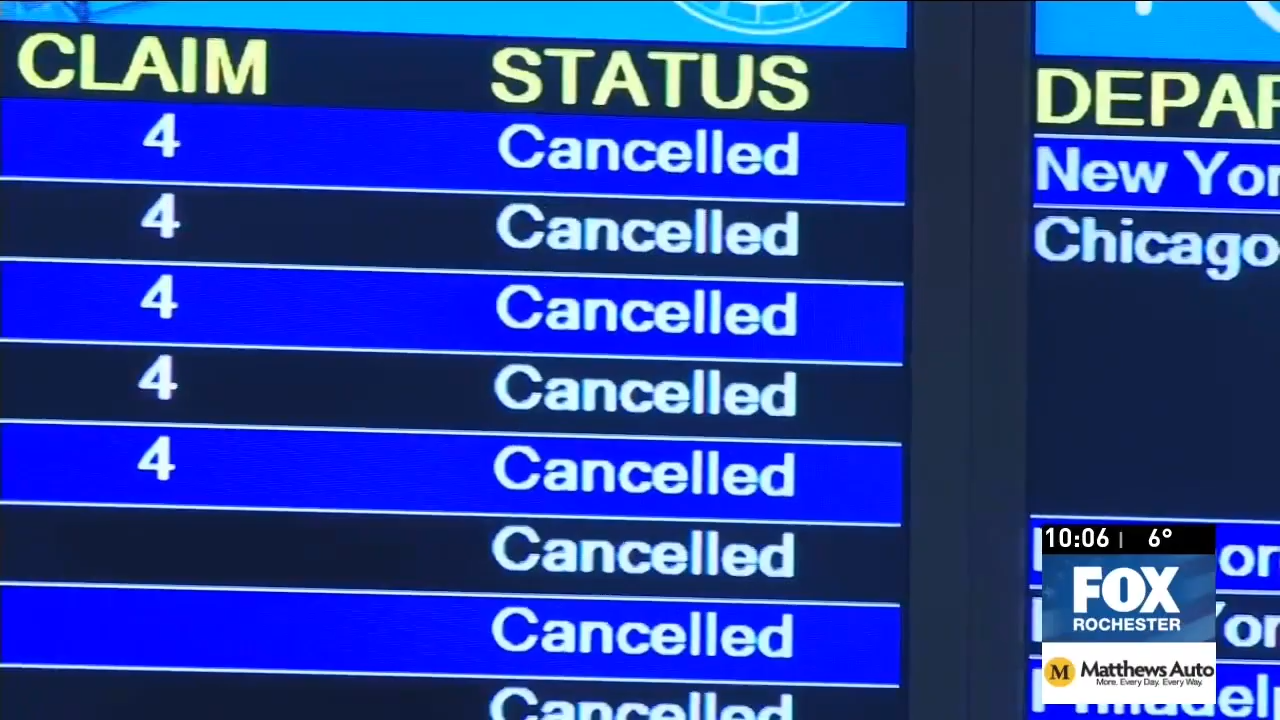 CLAIM STATUS
4 Cancelled
4 Cancelled
4 Cancelled
4 Cancelled
4 Cancelled
Cancelled
Cancelled
Cancelled
DEPAR
New Yor
Chicago
10:06 | 6°
FOX
ROCHESTER
M Matthews Auto
More. Every Day. Every Way.